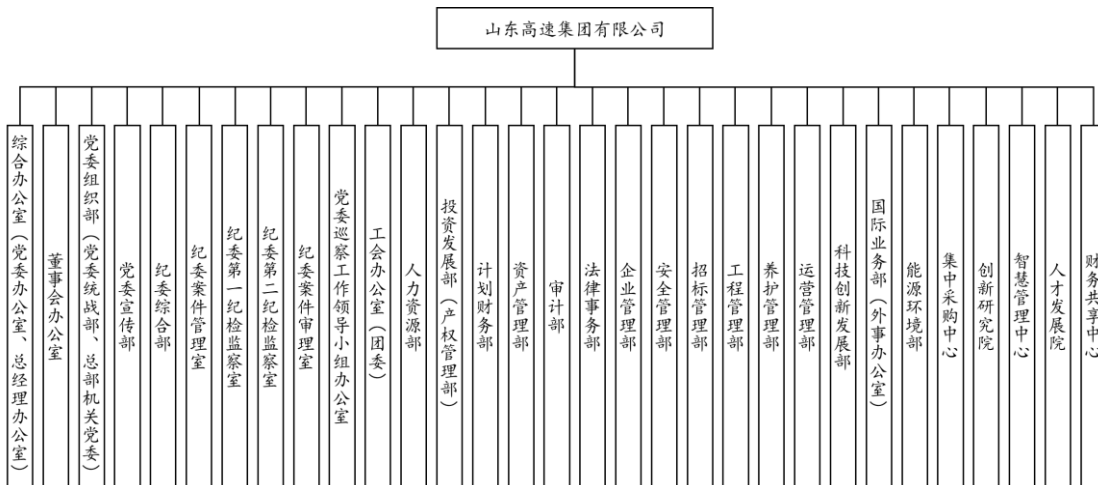 山东高速集团有限公司
综合办公室（党委办公室、总经理办公室）
董事会办公室
党委组织部（党委统战部、总部机关党委）
党委宣传部
纪委综合部
纪委案件管理室
纪委第一纪检监察室
纪委第二纪检监察室
纪委案件审理室
党委巡察工作领导小组办公室
工会办公室（团委）
人力资源部
投资发展部（产权管理部）
计划财务部
资产管理部
审计部
法律事务部
企业管理部
安全管理部
招标管理部
工程管理部
养护管理部
运营管理部
科技创新发展部
国际业务部（外事办公室）
能源环境部
集中采购中心
创新研究院
智慧管理中心
人才发展院
财务共享中心